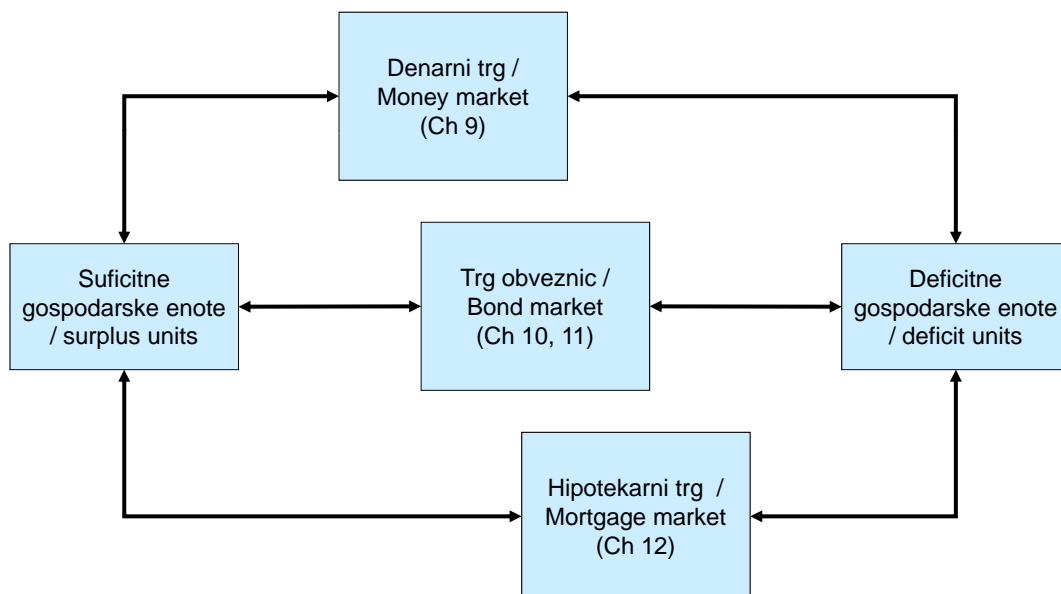 Denarni trg /
Money market
(Ch 9)
Suficitne
gospodarske enote
/ surplus units
Trg obveznic /
Bond market
(Ch 10, 11)
Deficitne
gospodarske enote
/ deficit units
Hipotekarni trg /
Mortgage market
(Ch 12)